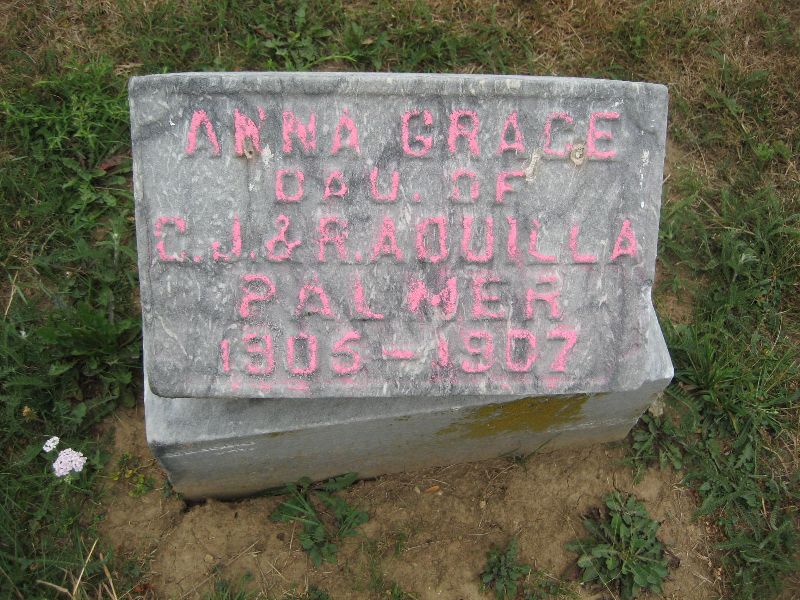 ANNA GRACE
DAU. OF
C.J.& R.AQUILLA
PALMER
1905-1907